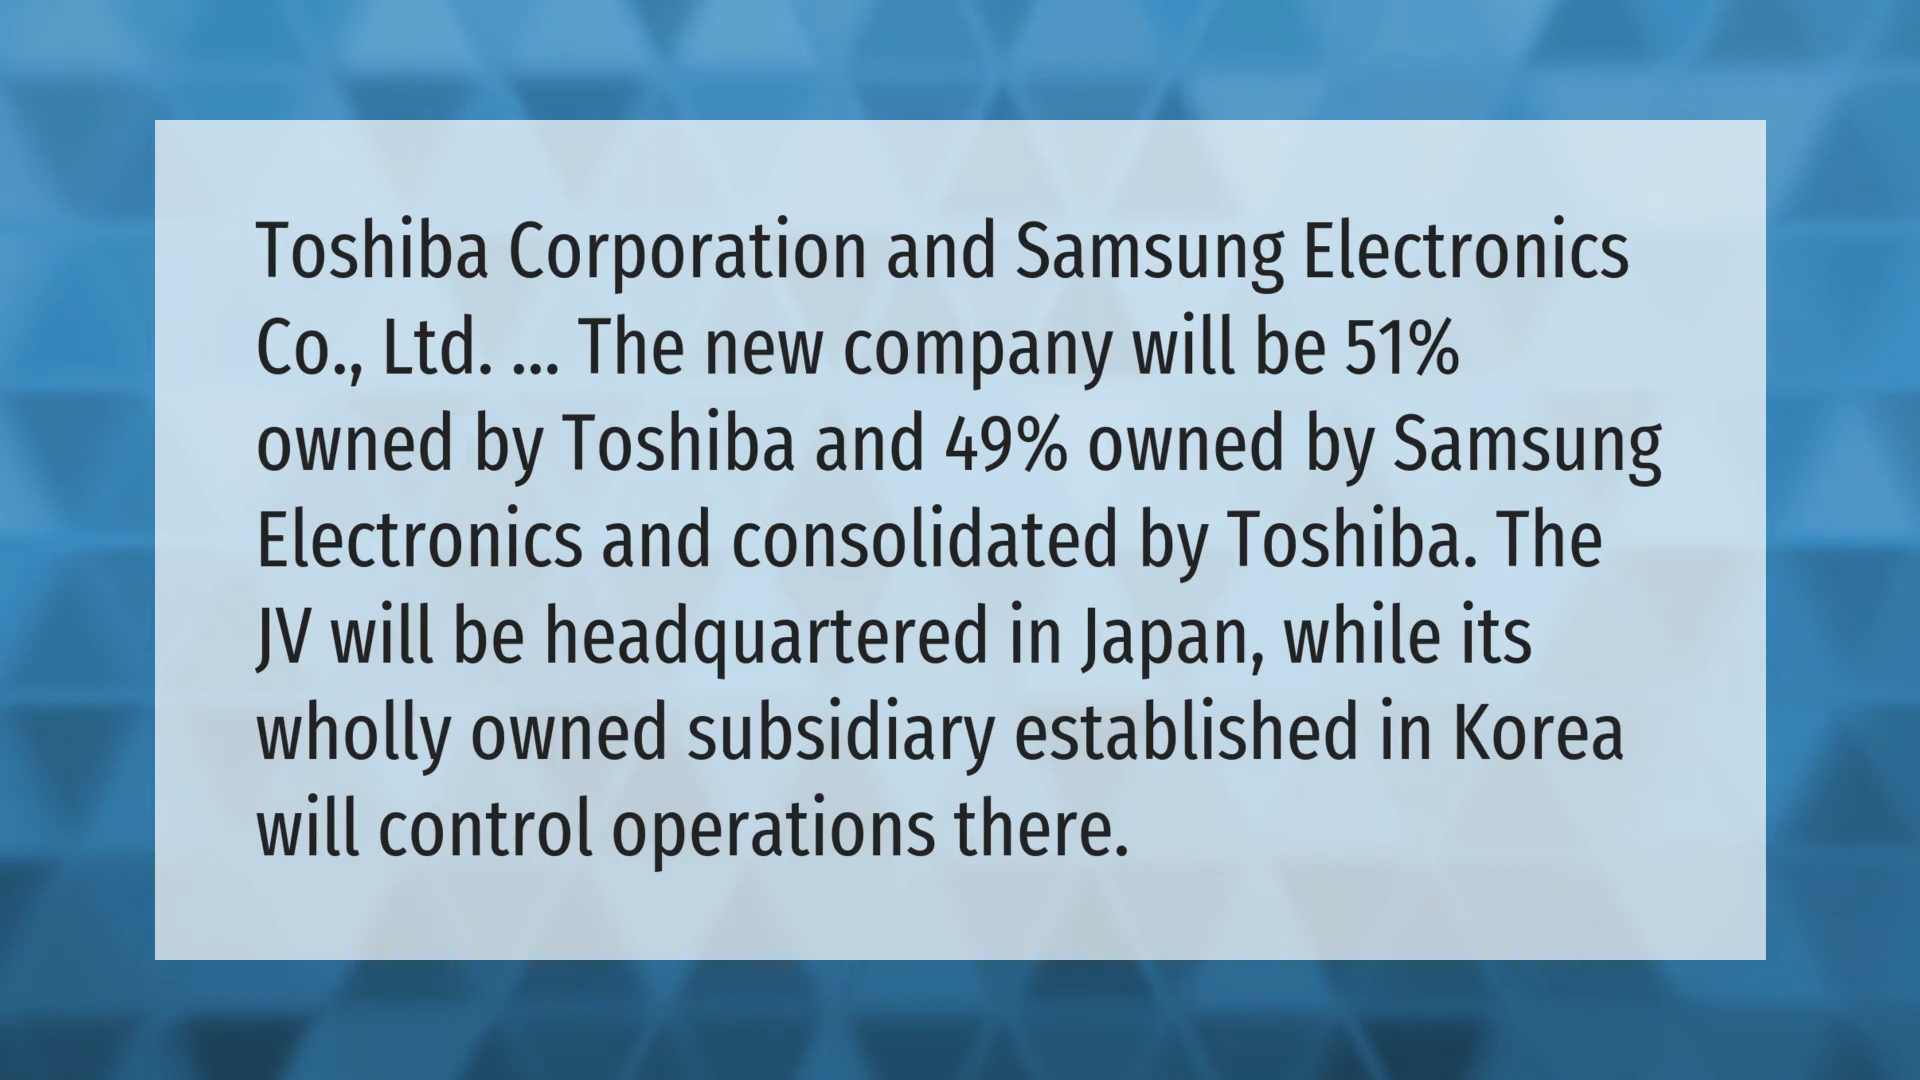 Toshiba Corporation and Samsung Electronics
Co., Ltd. ... The new company will be 51%
owned by Toshiba and 49% owned by Samsung
Electronics and consolidated by Toshiba. The
JV will be headquartered in Japan, while its
wholly owned subsidiary established in Korea
will control operations there.